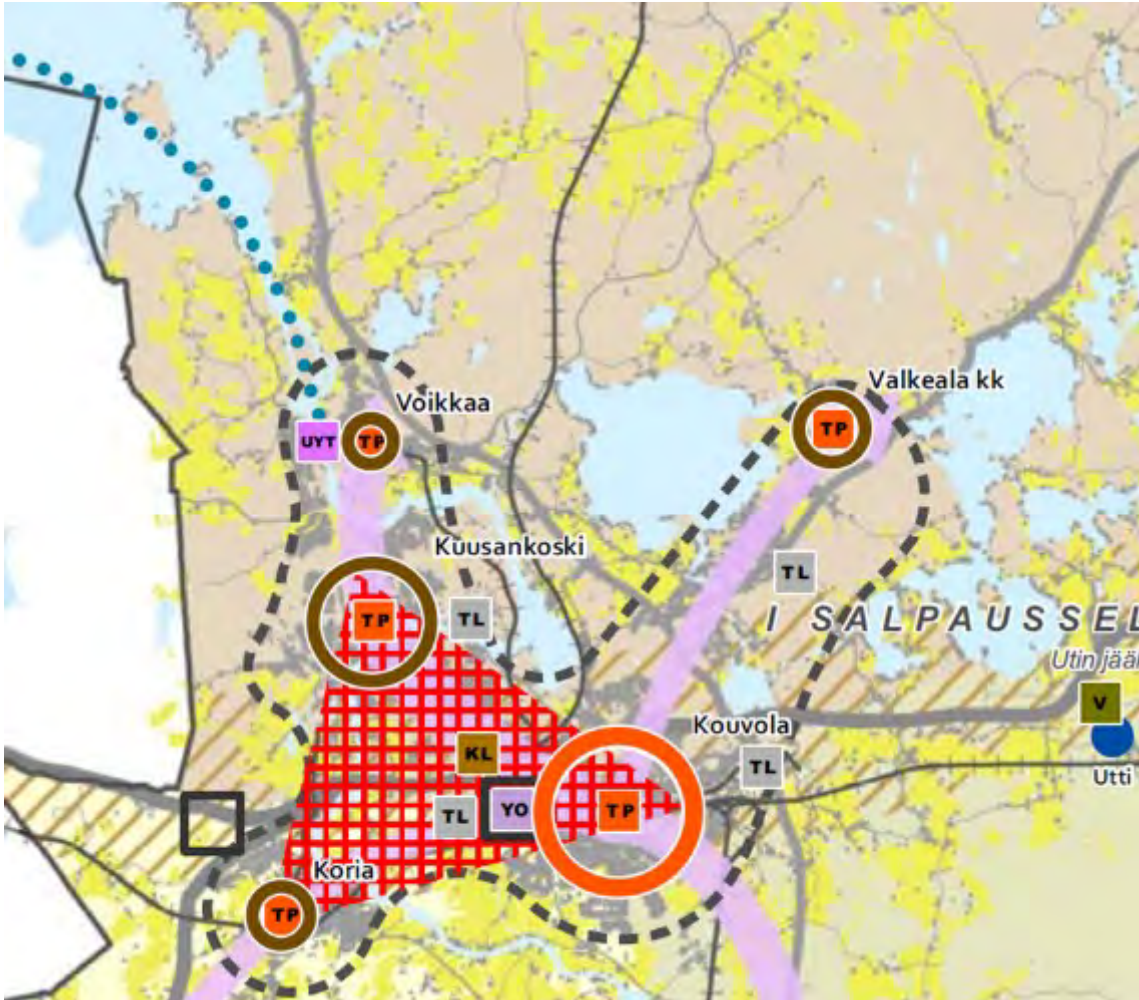 Valkeala kk
Voikkaa
TP
UYT
TP
Kuusankoski
TL
TP
TL
I SALPAUSSEL
Utin jääk
V
Kouvola
KL
TL
Utti
YO
TP
TL
Koria
TP